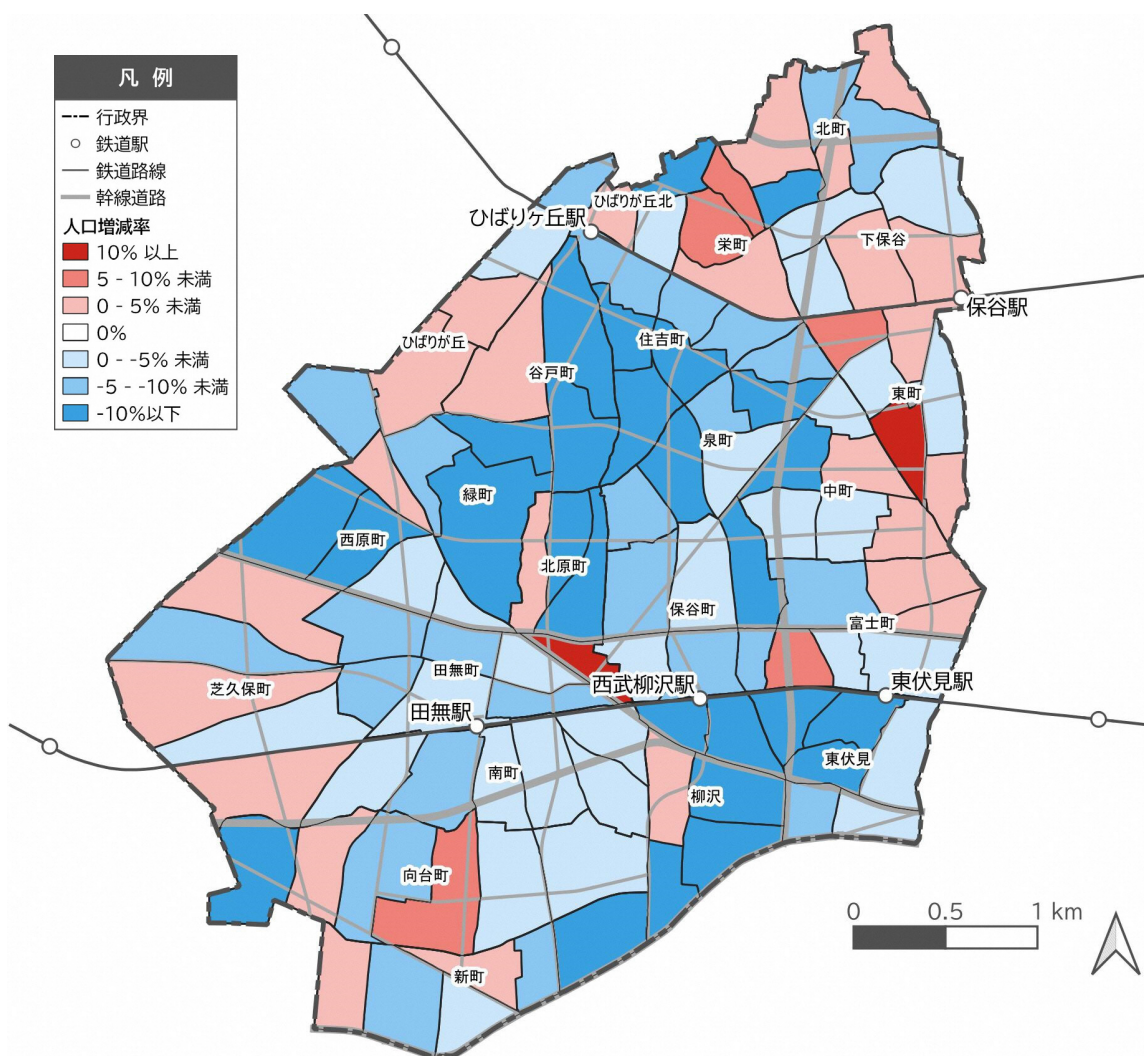 凡 例
行政界
鉄道駅
鉄道路線
幹線道路
人口増減率
10% 以上
5 - 10% 未満
0 - 5% 未満
0%
0 - -5% 未満
-5 - -10% 未満
-10%以下
北町
ひばりが丘北
ひばりヶ丘駅
栄町
下保谷
保谷駅
ひばりが丘
住吉町
谷戸町
東町
泉町
緑町
中町
西原町
北原町
保谷町
富士町
田無町
芝久保町
西武柳沢駅
東伏見駅
田無駅
南町
東伏見
柳沢
向台町
新町
0 0.5 1 km